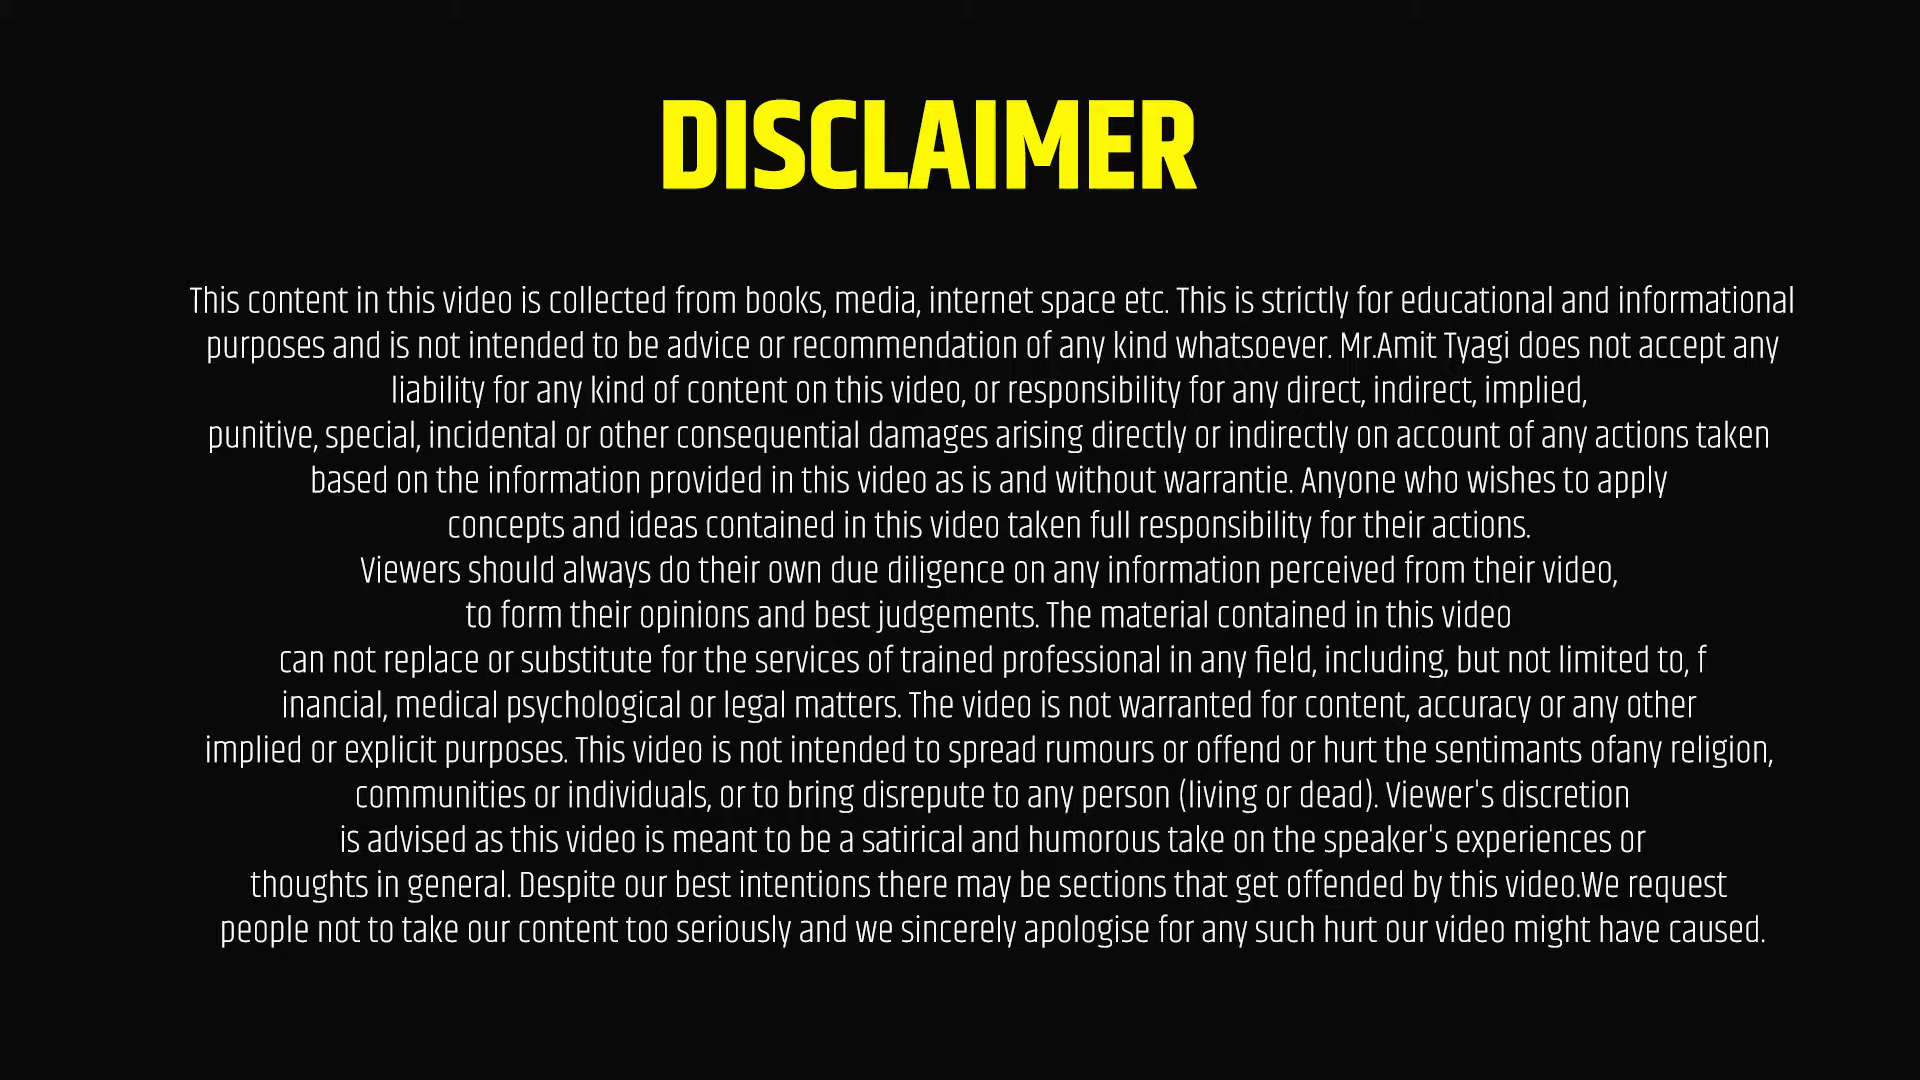 DISCLAIMER
This content in this video is collected from books, media, internet space etc. This is strictly for educational and informational
purposes and is not intended to be advice or recommendation of any kind whatsoever. Mr.Amit Tyagi does not accept any
liability for any kind of content on this video, or responsibility for any direct, indirect, implied,
punitive, special, incidental or other consequential damages arising directly or indirectly on account of any actions taken
based on the information provided in this video as is and without warrantie. Anyone who wishes to apply
concepts and ideas contained in this video taken full responsibility for their actions.
Viewers should always do their own due diligence on any information perceived from their video,
to form their opinions and best judgements. The material contained in this video
can not replace or substitute for the services of trained professional in any field, including, but not limited to, f
inancial, medical psychological or legal matters. The video is not warranted for content, accuracy or any other
implied or explicit purposes. This video is not intended to spread rumours or offend or hurt the sentimants ofany religion,
communities or individuals, or to bring disrepute to any person (living or dead). Viewer's discretion
is advised as this video is meant to be a satirical and humorous take on the speaker's experiences or
thoughts in general. Despite our best intentions there may be sections that get offended by this video.We request
people not to take our content too seriously and we sincerely apologise for any such hurt our video might have caused.